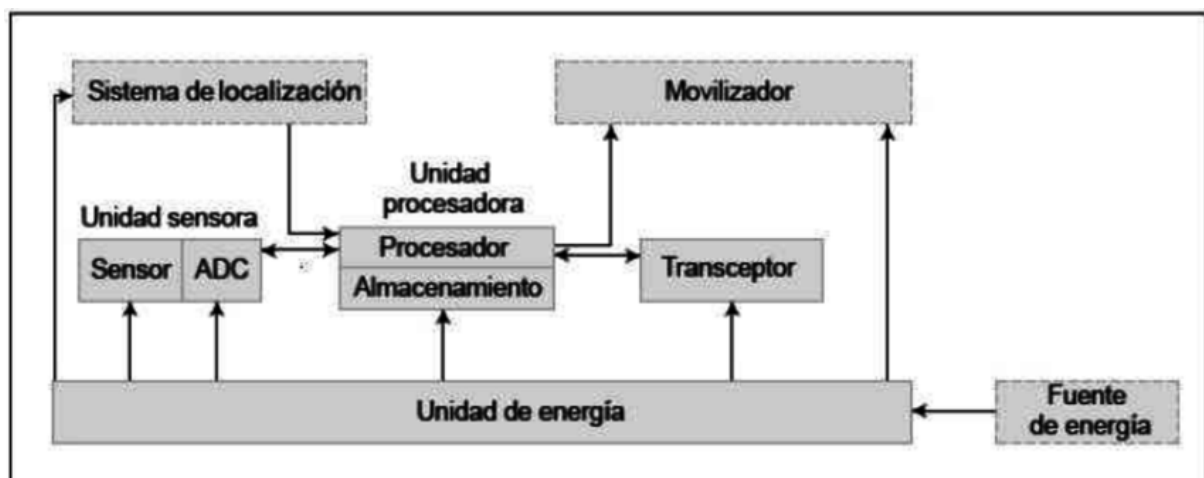 Sistema de localización
Movilizador
Unidad
procesadora
Unidad sensora
Procesador
Sensor
ADC
Transceptor
Almacenamiento
Unidad de energía
Fuente
de energía